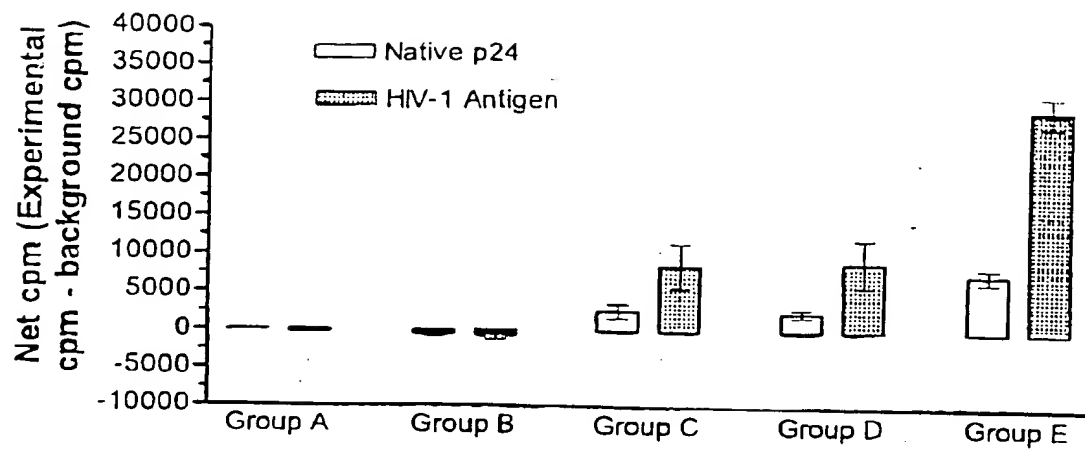 Net cpm (Experimental
cpm - background cpm)
40000
35000
30000
25000
20000
15000
10000
5000
0
-5000
-10000
Native p24
HIV-1 Antigen
Group A
Group B
Group C
Group D
Group E